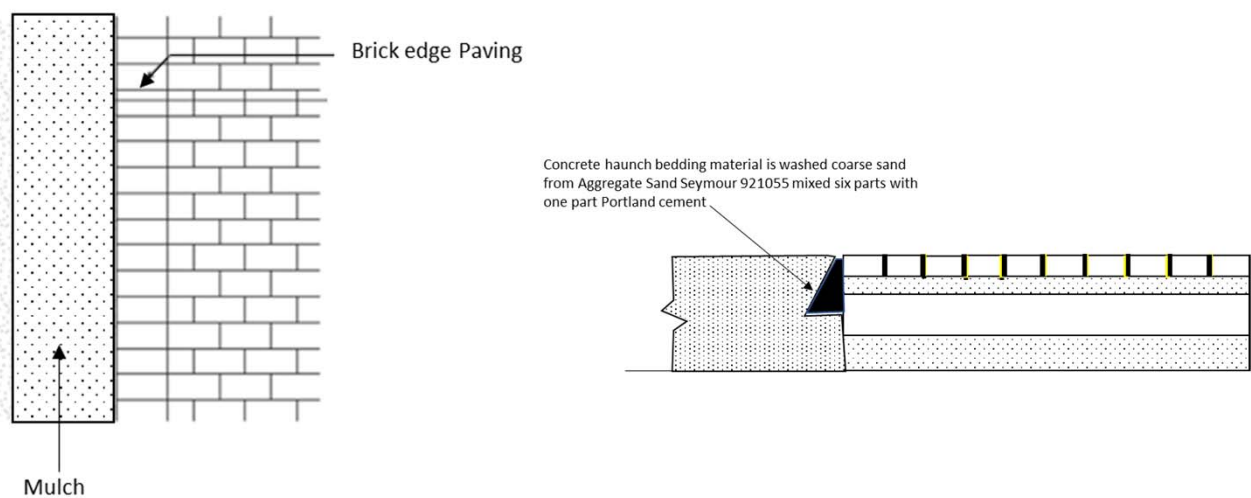 Brick edge Paving
Concrete haunch bedding material is washed coarse sand
from Aggregate Sand Seymour 921055 mixed six parts with
one part Portland cement
Mulch